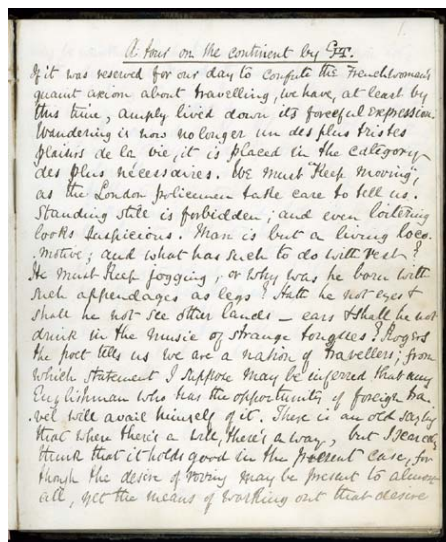 A tour on the continent by G.T.
If it was reserved for our day to confute the Frenchwoman's
quaint axiom about travelling, we have, at least by
this time, amply lived down its forceful expression.
Wandering is now no longer un des plus tristes
plaisirs de la vie, it is placed in the category
des plus nécessaires. We must "Keep moving",
as the London policemen take care to tell us.
Standing still is forbidden; and even loitering
looks suspicious. Man is but a living loco-
-motive; and what has such to do with rest?
He must keep jogging, or why was he born with
such appendages as legs? Hath he not eyes &
shall he not see other lands — ears & shall he not
drink in the music of strange tongues? Rogers
the poet tells us we are a nation of travellers; from
which statement I suppose may be inferred that any
Englishman who has the opportunity of foreign tra-
-vel will avail himself of it. There is an old saying
that where there's a will, there's a way, but I scarcely
think that it holds good in the present case, for
though the desire of roving may be present to almost
all, yet the means of working out that desire